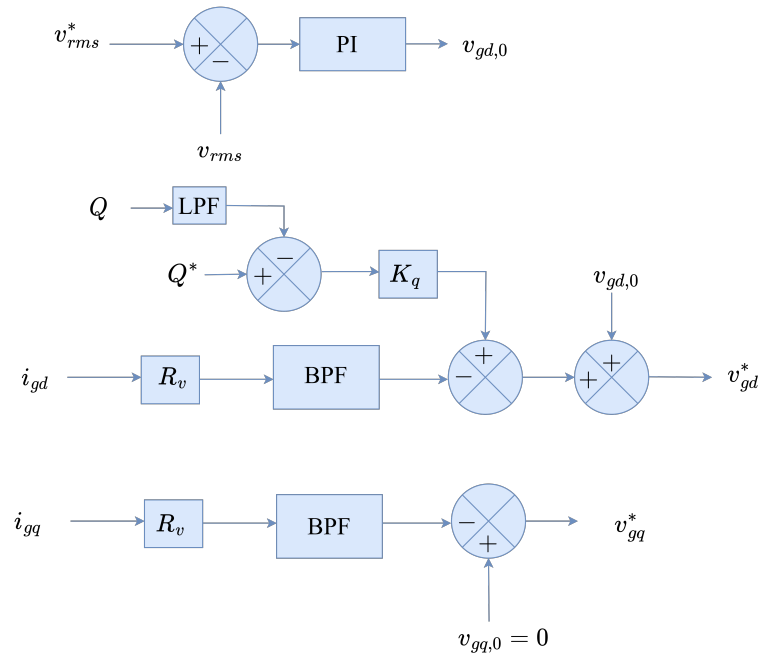 v*rms + − PI vgd,0
vrms
Q LPF
Q* + − Kq vgd,0
igd Rv BPF − + + + v*gd
igq Rv BPF − + v*gq
vgq,0 = 0